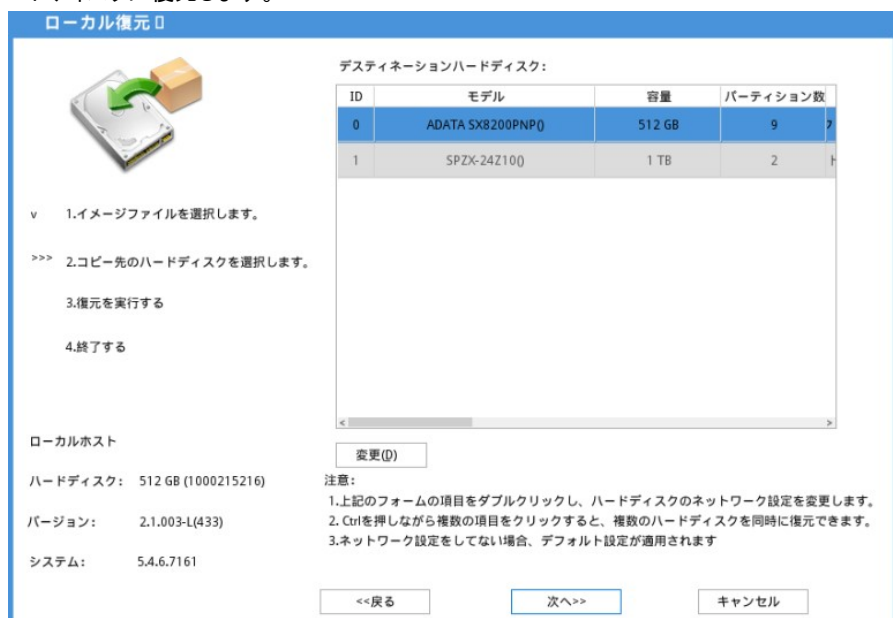 ローカル復元
デスティネーションハードディスク:
ID モデル 容量 パーティション数
0 ADATA SX8200PNP() 512 GB 9
1 SPZX-24Z10() 1 TB 2
v 1.イメージファイルを選択します。
>>> 2.コピー先のハードディスクを選択します。
3.復元を実行する
4.終了する
ローカルホスト
変更(D)
ハードディスク: 512 GB (1000215216)
バージョン: 2.1.003-L(433)
システム: 5.4.6.7161
注意:
1.上記のフォームの項目をダブルクリックし、ハードディスクのネットワーク設定を変更します。
2. Ctrlを押しながら複数の項目をクリックすると、複数のハードディスクを同時に復元できます。
3.ネットワーク設定をしてない場合、デフォルト設定が適用されます
<<戻る 次へ>> キャンセル